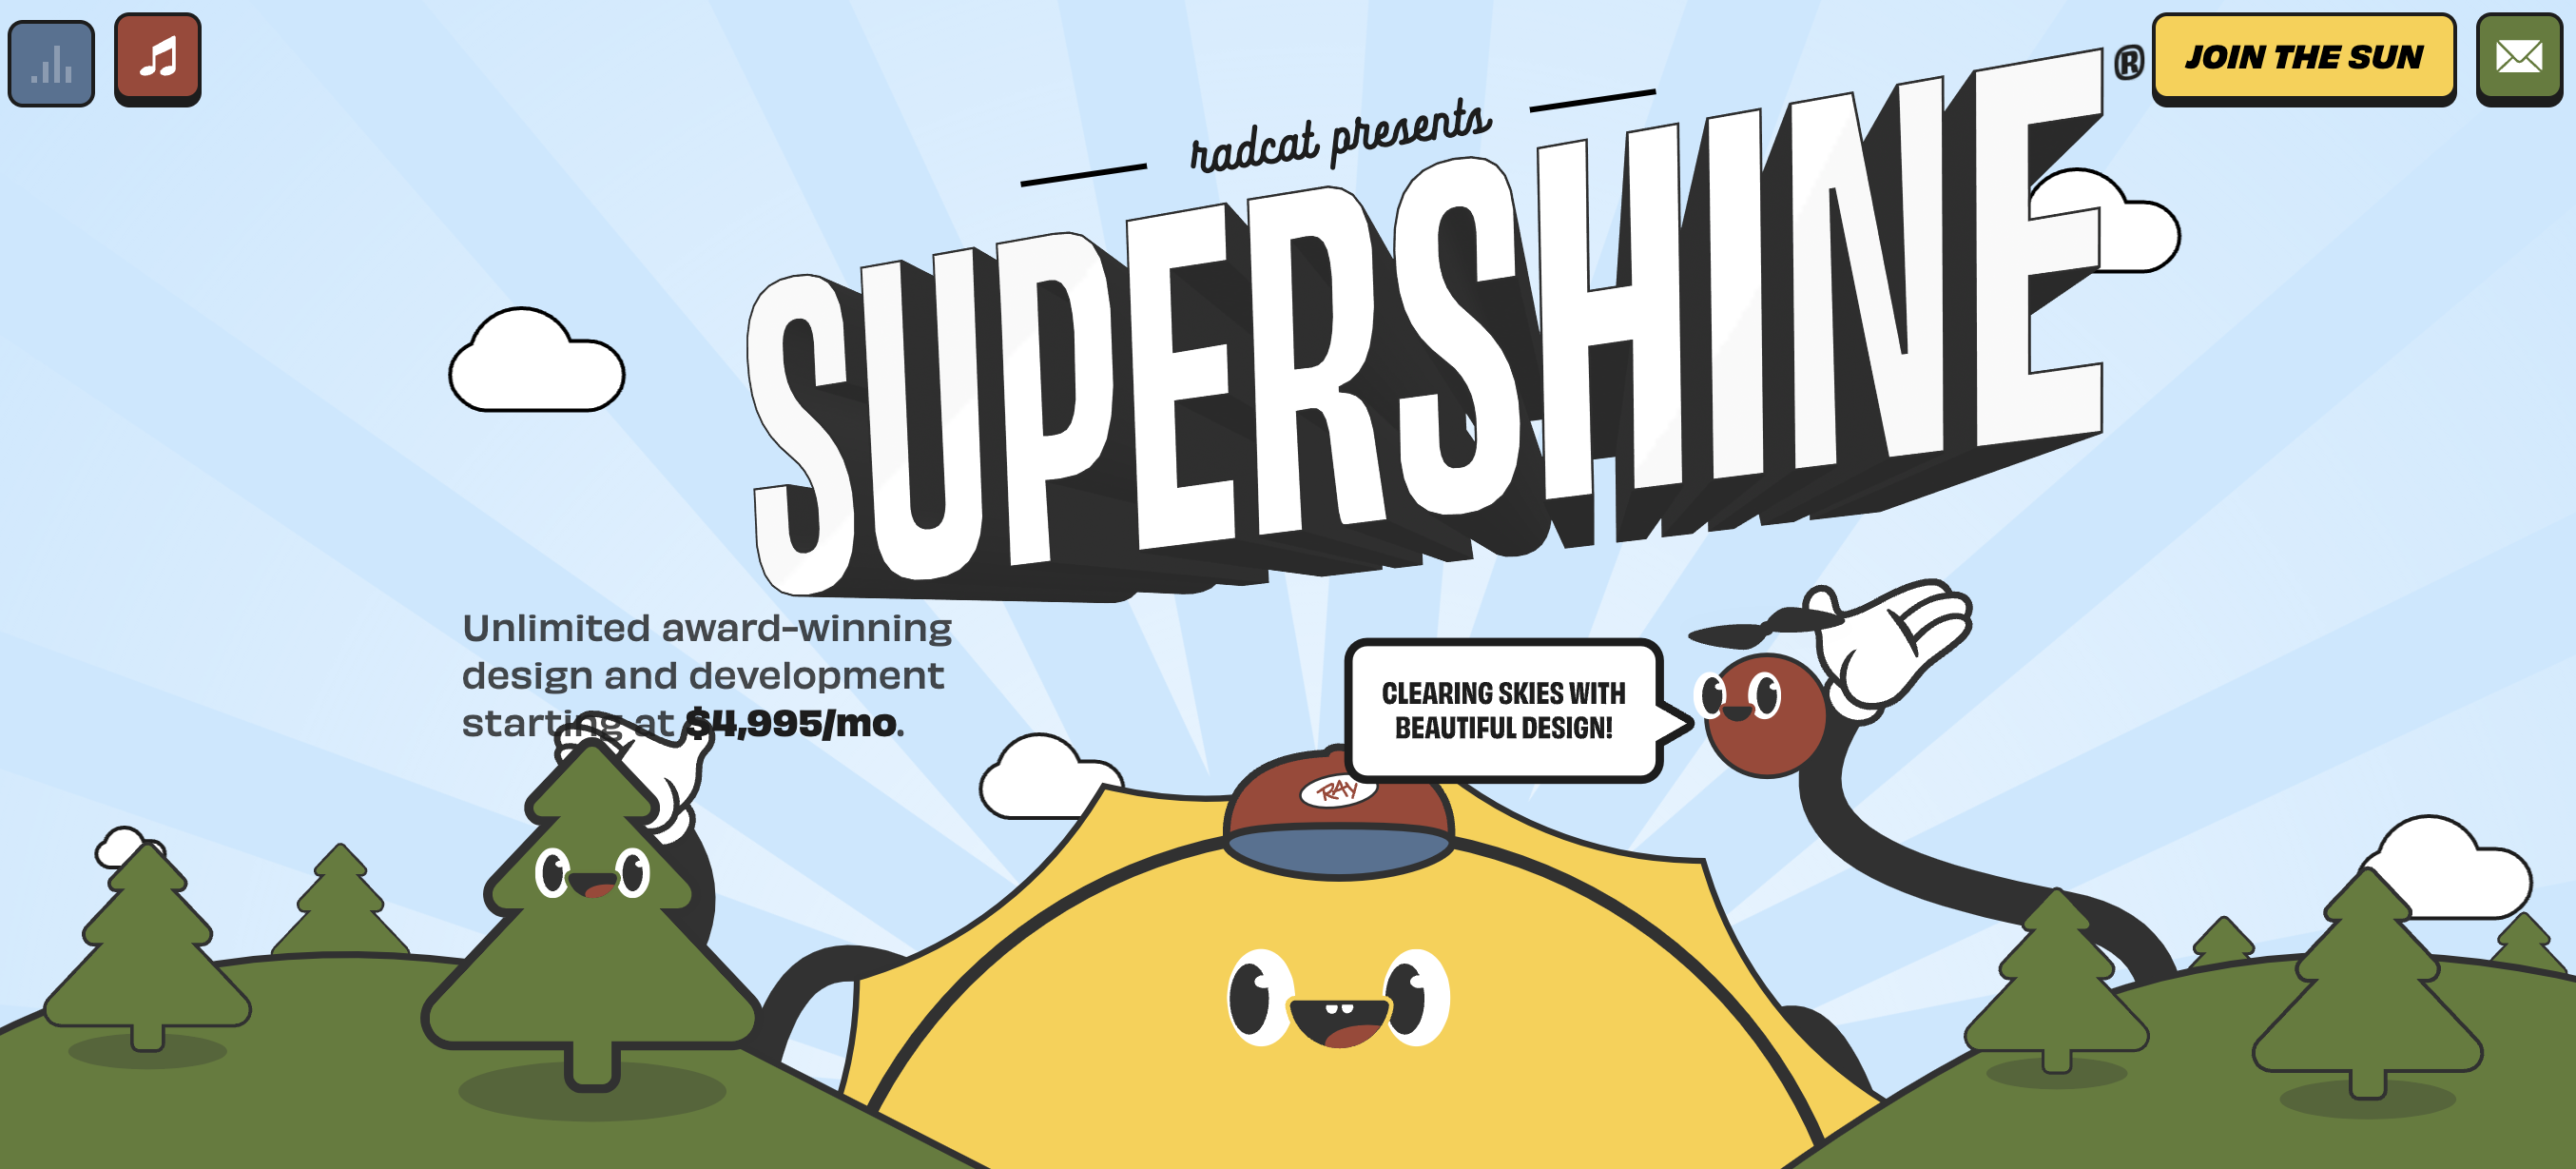 JOIN THE SUN
radcat presents
SUPERSHINE®
Unlimited award-winning
design and development
starting at $4,995/mo.
CLEARING SKIES WITH
BEAUTIFUL DESIGN!
RAY